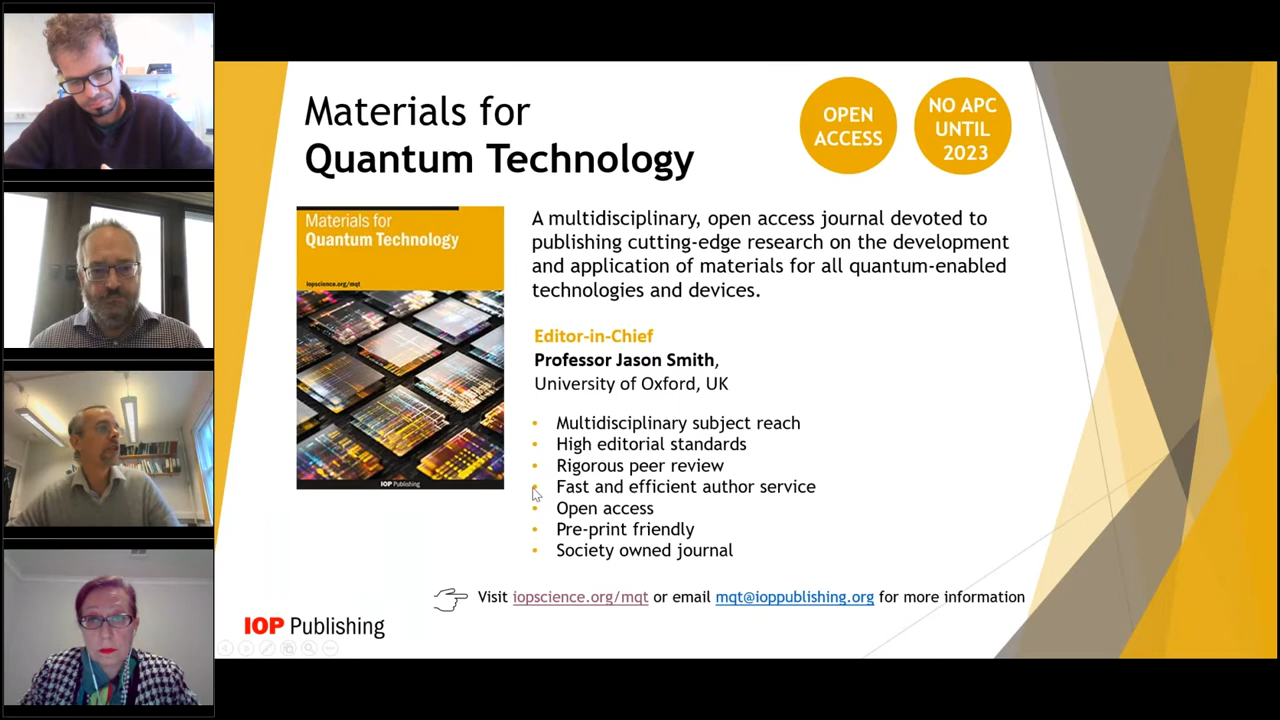 Materials for
Quantum Technology
OPEN
ACCESS
NO APC
UNTIL
2023
Materials for
Quantum Technology
iopscience.org/mqt
IOP Publishing
A multidisciplinary, open access journal devoted to
publishing cutting-edge research on the development
and application of materials for all quantum-enabled
technologies and devices.
Editor-in-Chief
Professor Jason Smith,
University of Oxford, UK
• Multidisciplinary subject reach
• High editorial standards
• Rigorous peer review
• Fast and efficient author service
• Open access
• Pre-print friendly
• Society owned journal
Visit iopscience.org/mqt or email mqt@ioppublishing.org for more information
IOP Publishing